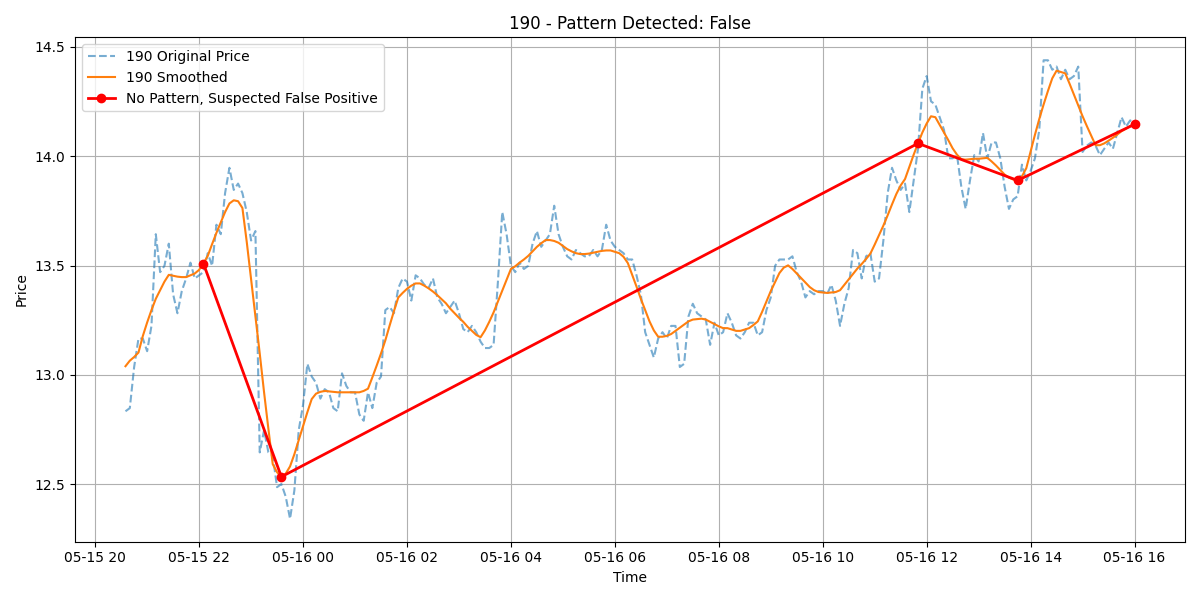 190 - Pattern Detected: False
190 Original Price
190 Smoothed
No Pattern, Suspected False Positive
Price
14.5
14.0
13.5
13.0
12.5
05-15 20 05-15 22 05-16 00 05-16 02 05-16 04 05-16 06 05-16 08 05-16 10 05-16 12 05-16 14 05-16 16
Time